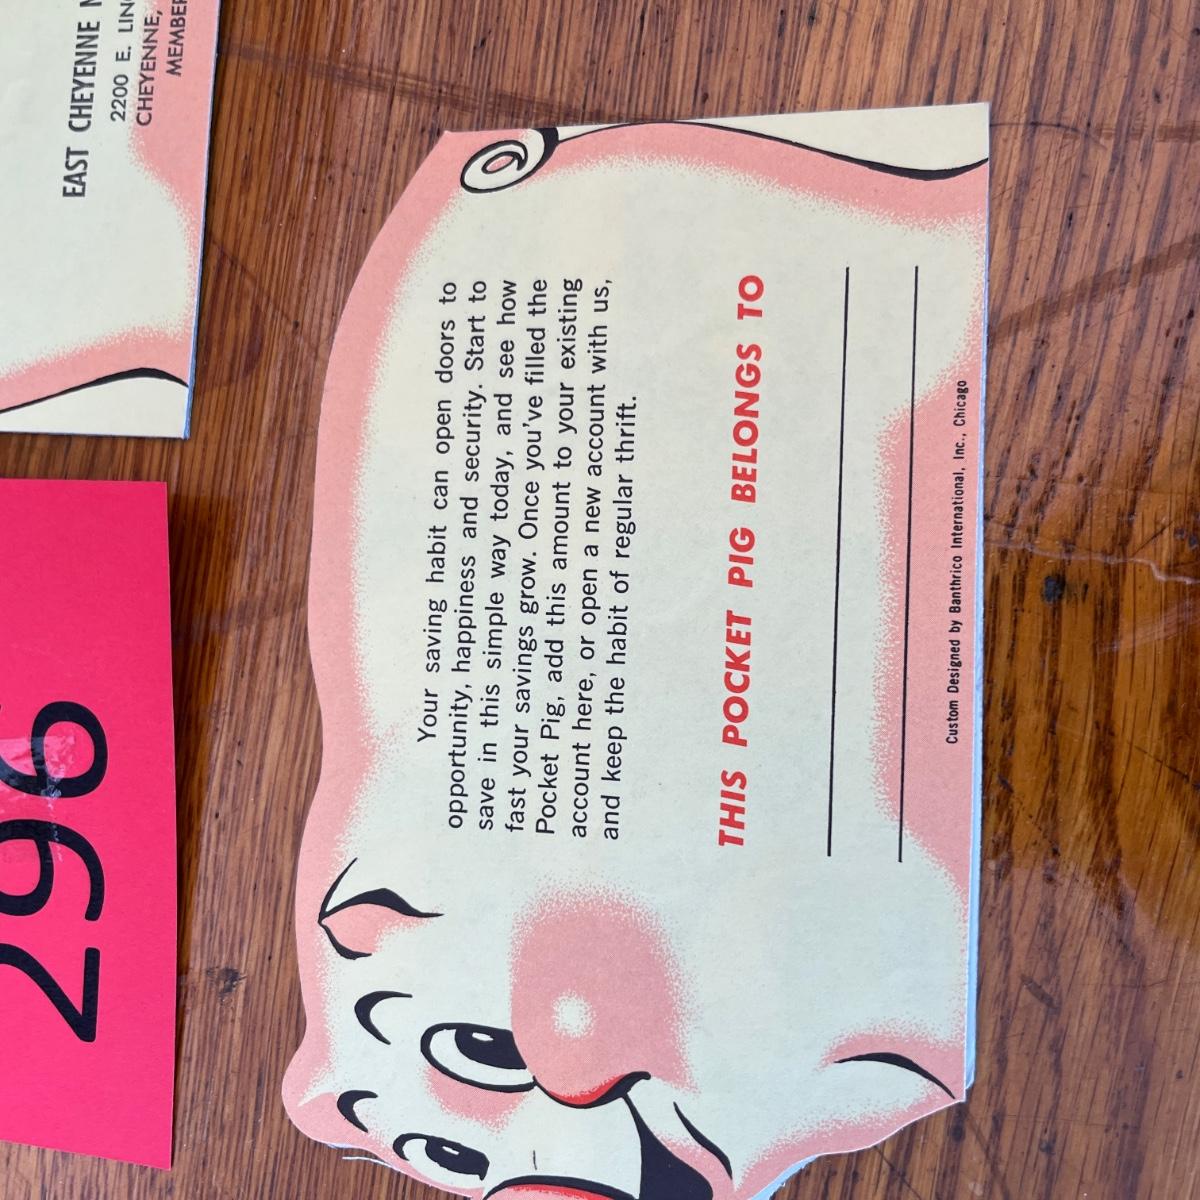 EAST CHEYENNE
2200 E.
CHEYENNE,
MEMBER
296
Your saving habit can open doors to
opportunity, happiness and security. Start to
save in this simple way today, and see how
fast your savings grow. Once you've filled the
Pocket Pig, add this amount to your existing
account here, or open a new account with us,
and keep the habit of regular thrift.
THIS POCKET PIG BELONGS TO
Custom Designed by Banthrico International, Inc., Chicago